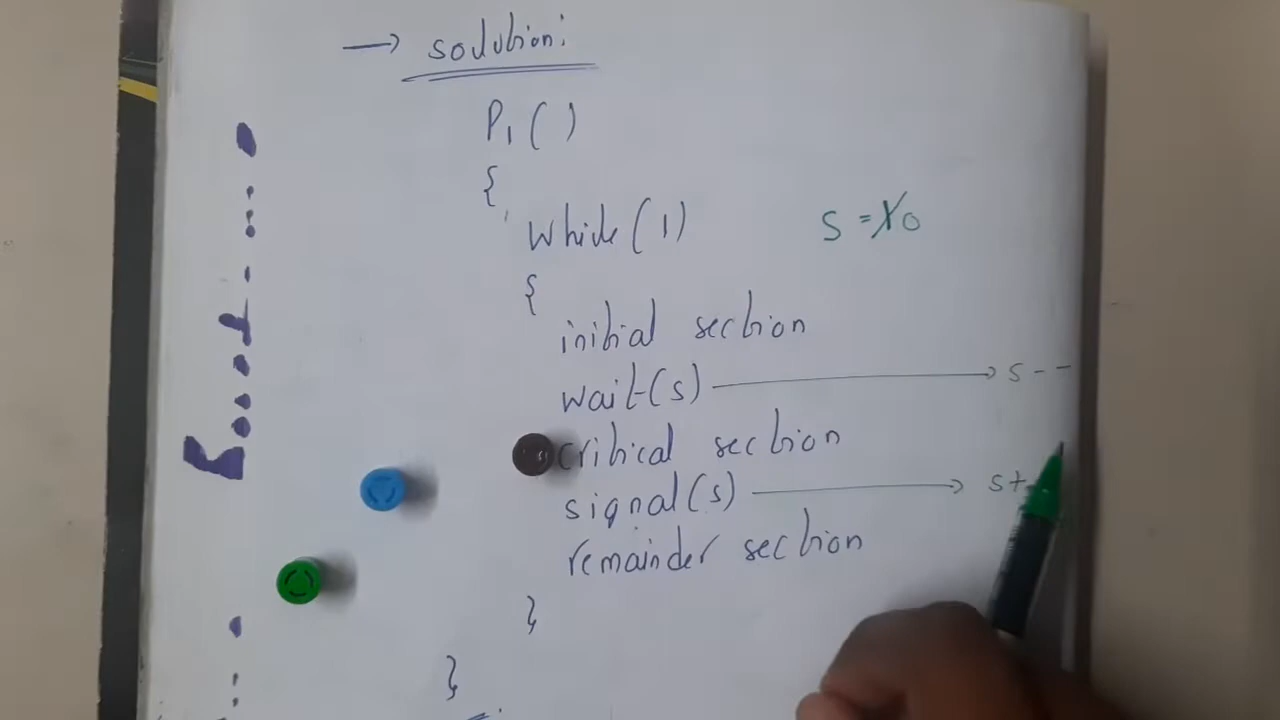 → solution:
P1 ( )
{
while ( 1 )
s = 1 0
{
initial section
wait (s) → s - -
critical section
signal (s) → s +
remainder section
}
}